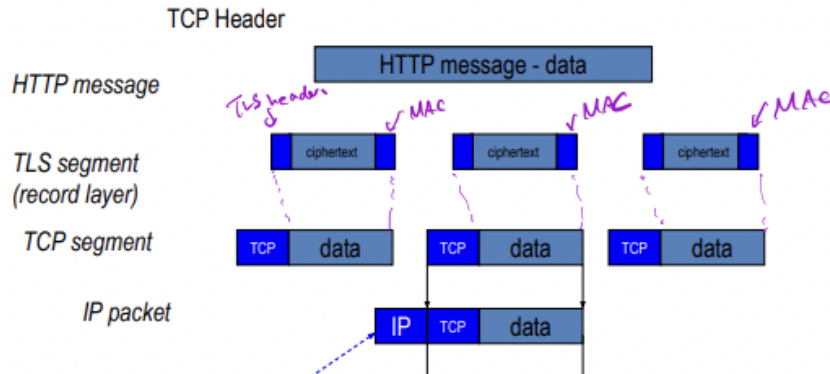 TCP Header
HTTP message - data
HTTP message
TLS header
MAC
MAC
MAC
ciphertext
ciphertext
ciphertext
TLS segment
(record layer)
TCP segment
TCP data
TCP data
TCP data
IP packet
IP TCP data